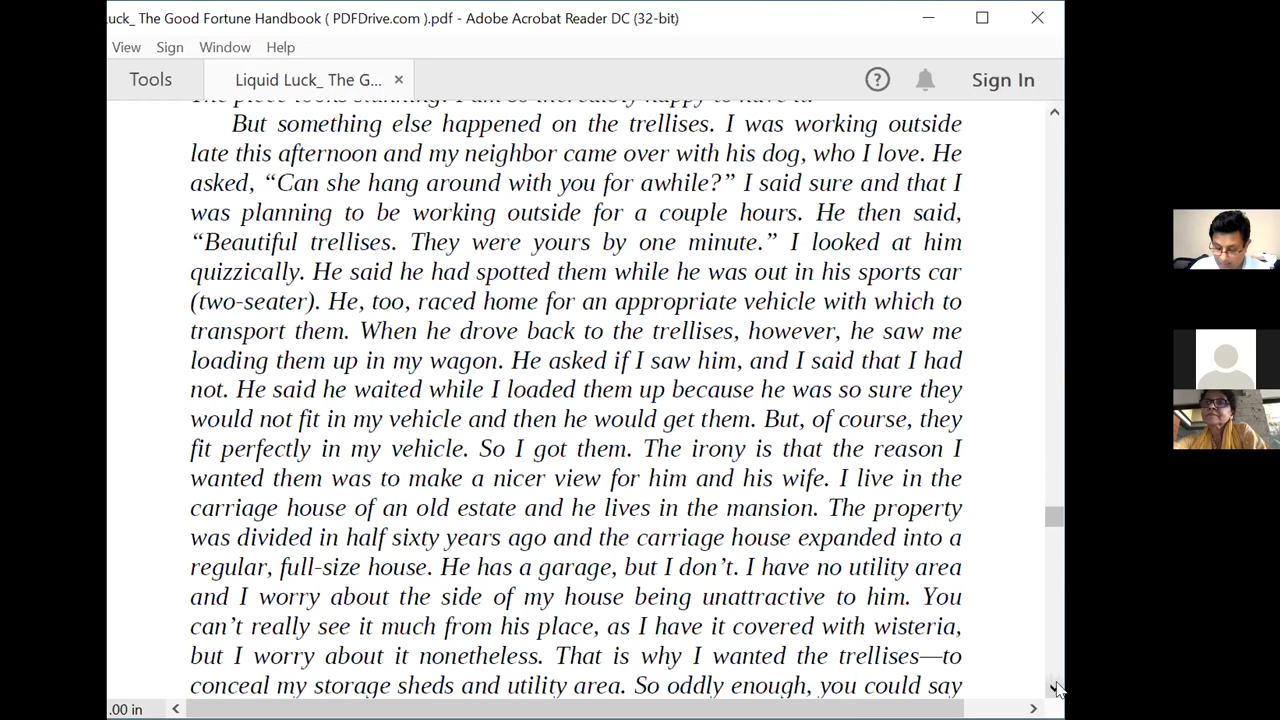 uck_ The Good Fortune Handbook ( PDFDrive.com ).pdf - Adobe Acrobat Reader DC (32-bit)
View Sign Window Help
Tools
Liquid Luck_ The G... ×
Sign In
The piece looks stunning. I am so incredibly happy to have it.
But something else happened on the trellises. I was working outside
late this afternoon and my neighbor came over with his dog, who I love. He
asked, “Can she hang around with you for awhile?” I said sure and that I
was planning to be working outside for a couple hours. He then said,
“Beautiful trellises. They were yours by one minute.” I looked at him
quizzically. He said he had spotted them while he was out in his sports car
(two-seater). He, too, raced home for an appropriate vehicle with which to
transport them. When he drove back to the trellises, however, he saw me
loading them up in my wagon. He asked if I saw him, and I said that I had
not. He said he waited while I loaded them up because he was so sure they
would not fit in my vehicle and then he would get them. But, of course, they
fit perfectly in my vehicle. So I got them. The irony is that the reason I
wanted them was to make a nicer view for him and his wife. I live in the
carriage house of an old estate and he lives in the mansion. The property
was divided in half sixty years ago and the carriage house expanded into a
regular, full-size house. He has a garage, but I don’t. I have no utility area
and I worry about the side of my house being unattractive to him. You
can’t really see it much from his place, as I have it covered with wisteria,
but I worry about it nonetheless. That is why I wanted the trellises—to
conceal my storage sheds and utility area. So oddly enough, you could say
.00 in